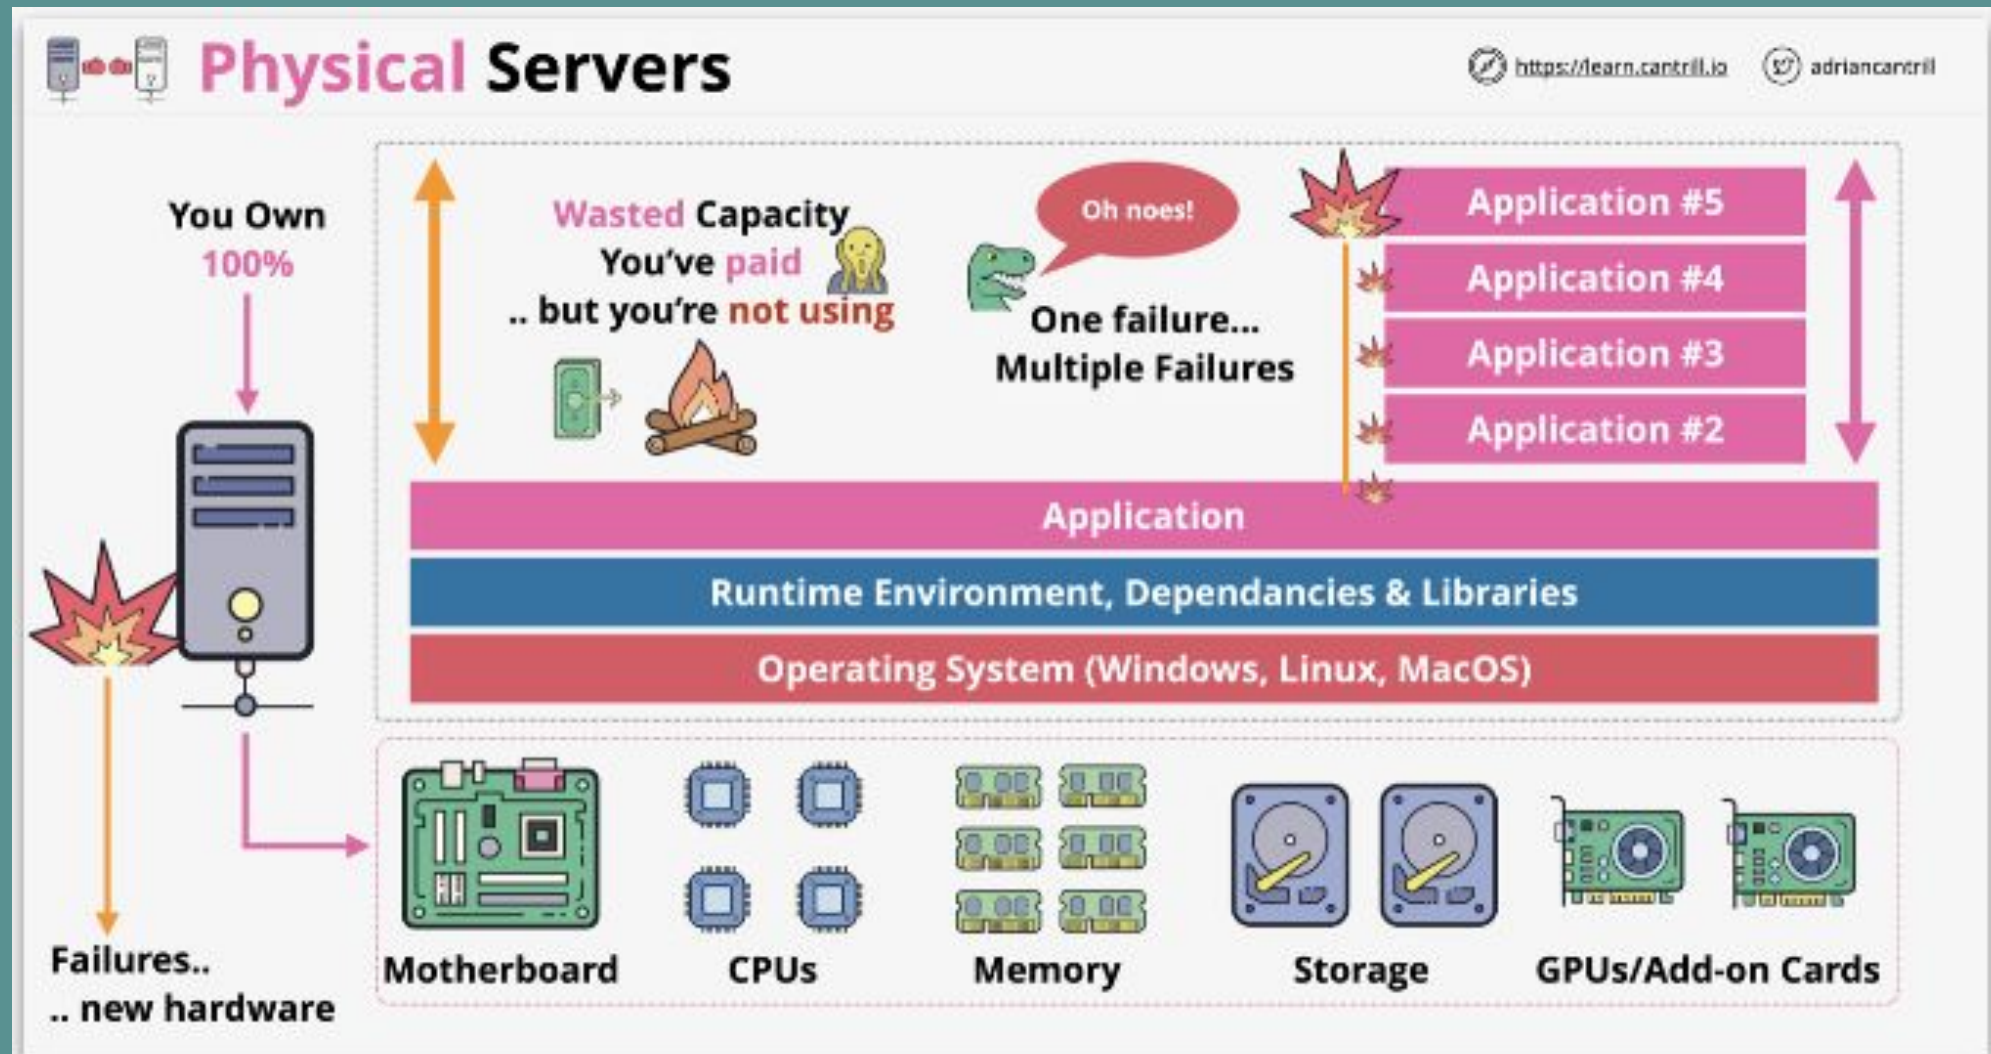 Physical Servers
https://learn.cantrill.io
adriancantrill
You Own
100%
Wasted Capacity
You've paid
.. but you're not using
Oh noes!
One failure...
Multiple Failures
Application #5
Application #4
Application #3
Application #2
Application
Runtime Environment, Dependancies & Libraries
Operating System (Windows, Linux, MacOS)
Failures..
.. new hardware
Motherboard
CPUs
Memory
Storage
GPUs/Add-on Cards